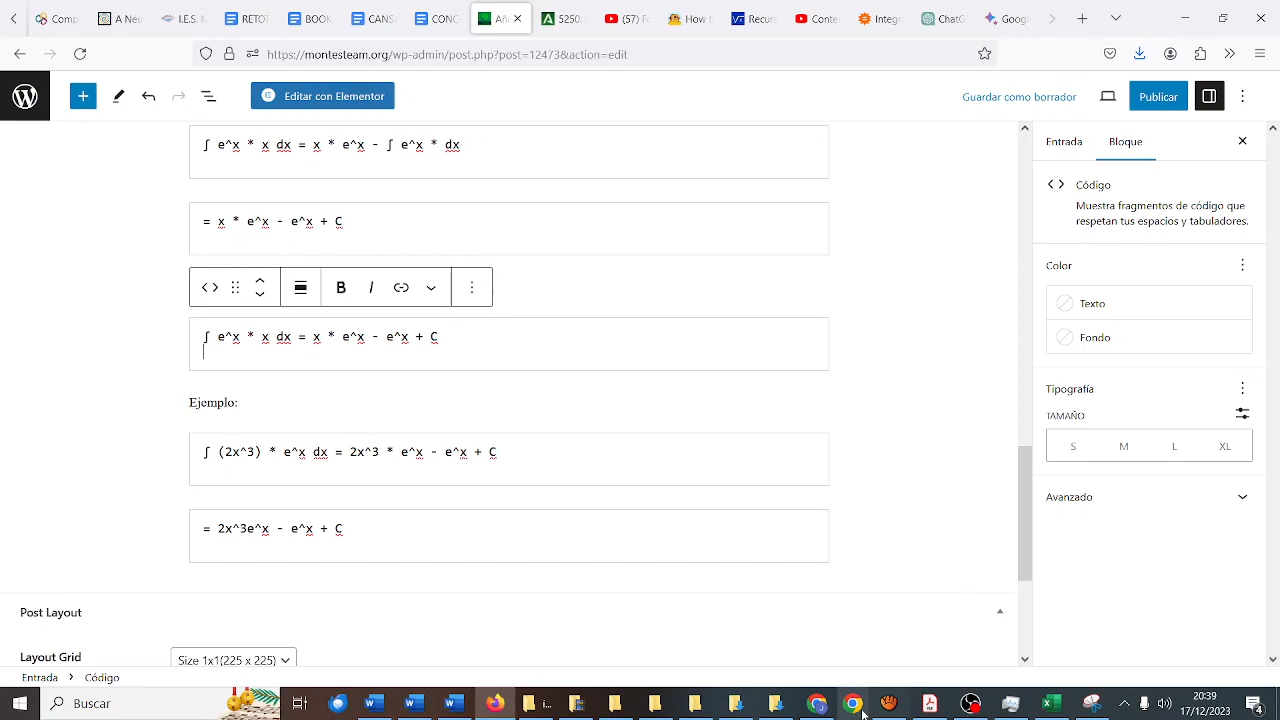 Comp
A Neu
I.E.S.I
RETO
BOOK
CANS
CONC
Añ
5250
(57) F
How t
Recurs
Conte
Integr
ChatG
Googl
https://montesteam.org/wp-admin/post.php?post=12473&action=edit
Editar con Elementor
Guardar como borrador
Publicar
∫ e^x * x dx = x * e^x - ∫ e^x * dx
= x * e^x - e^x + C
B I
∫ e^x * x dx = x * e^x - e^x + C
Ejemplo:
∫ (2x^3) * e^x dx = 2x^3 * e^x - e^x + C
= 2x^3e^x - e^x + C
Post Layout
Layout Grid
Size 1x1(225 x 225)
Entrada
Código
Entrada
Bloque
Código
Muestra fragmentos de código que
respetan tus espacios y tabuladores.
Color
Texto
Fondo
Tipografía
TAMAÑO
S M L XL
Avanzado
Buscar
20:39
17/12/2023